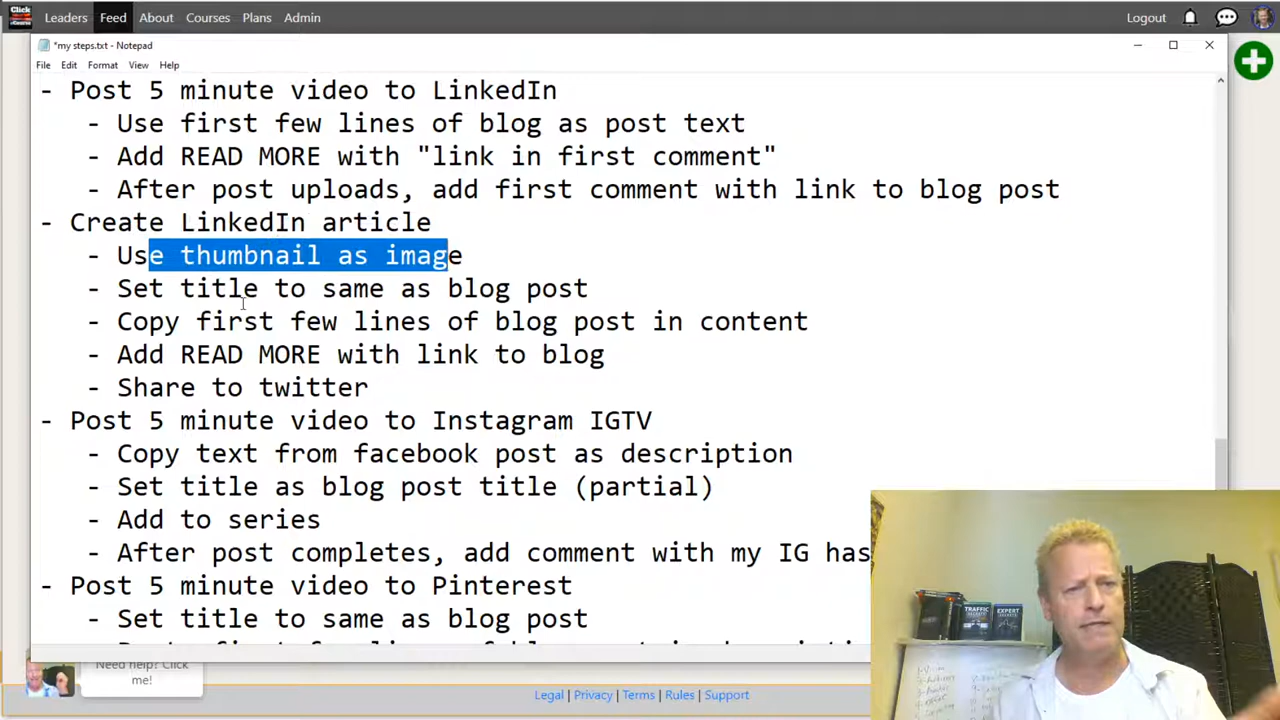 Click
Leaders Feed About Courses Plans Admin Logout
*my steps.txt - Notepad
File Edit Format View Help
- Post 5 minute video to LinkedIn
- Use first few lines of blog as post text
- Add READ MORE with "link in first comment"
- After post uploads, add first comment with link to blog post
- Create LinkedIn article
- Use thumbnail as image
- Set title to same as blog post
- Copy first few lines of blog post in content
- Add READ MORE with link to blog
- Share to twitter
- Post 5 minute video to Instagram IGTV
- Copy text from facebook post as description
- Set title as blog post title (partial)
- Add to series
- After post completes, add comment with my IG has
- Post 5 minute video to Pinterest
- Set title to same as blog post
TRAFFIC
SECRETS
EXPERT
SECRETS
Need help? Click
me!
Legal | Privacy | Terms | Rules | Support